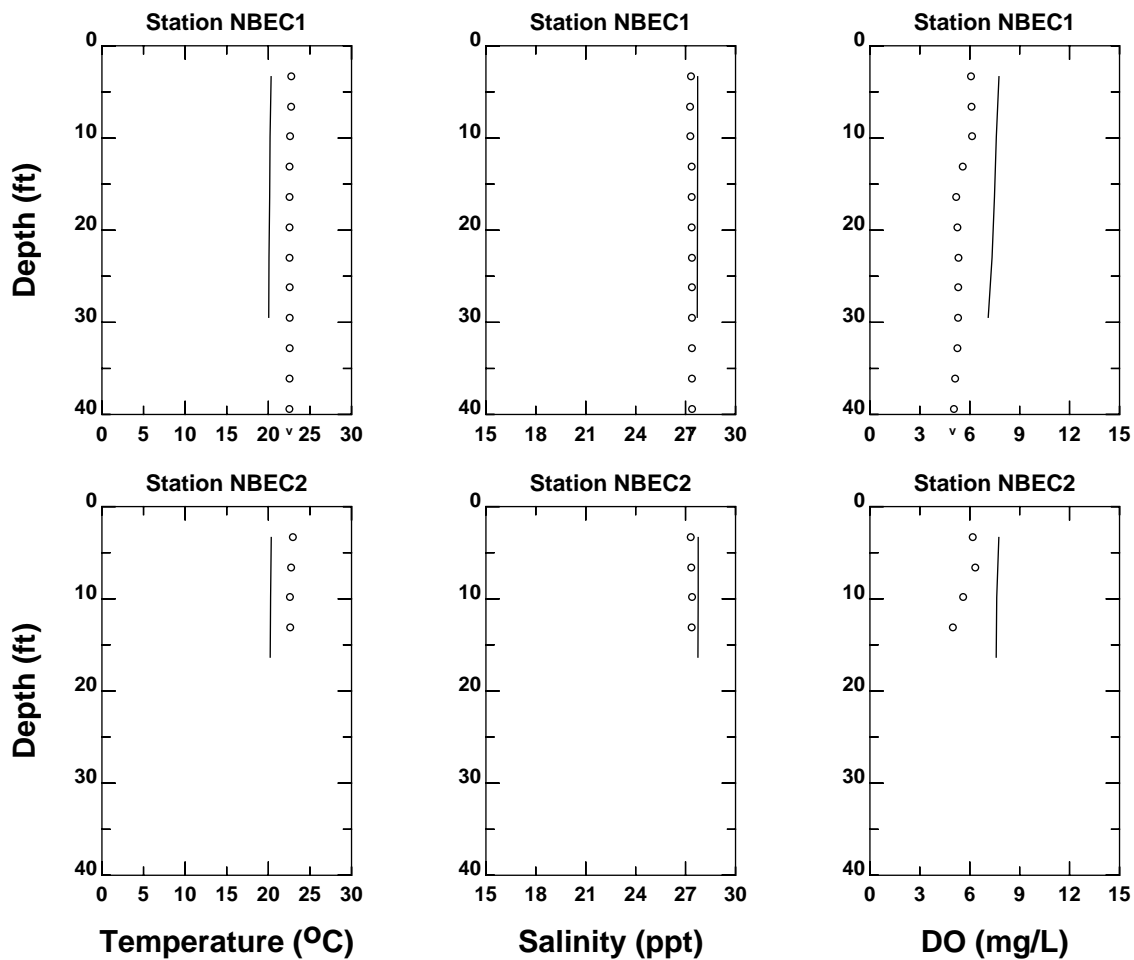 Station NBEC1
0
10
20
30
40
0 5 10 15 20 v 25 30
Depth (ft)
Station NBEC1
0
10
20
30
40
15 18 21 24 27 30
Station NBEC1
0
10
20
30
40
0 3 v 6 9 12 15
Station NBEC2
0
10
20
30
40
0 5 10 15 20 25 30
Depth (ft)
Temperature (°C)
Station NBEC2
0
10
20
30
40
15 18 21 24 27 30
Salinity (ppt)
Station NBEC2
0
10
20
30
40
0 3 6 9 12 15
DO (mg/L)